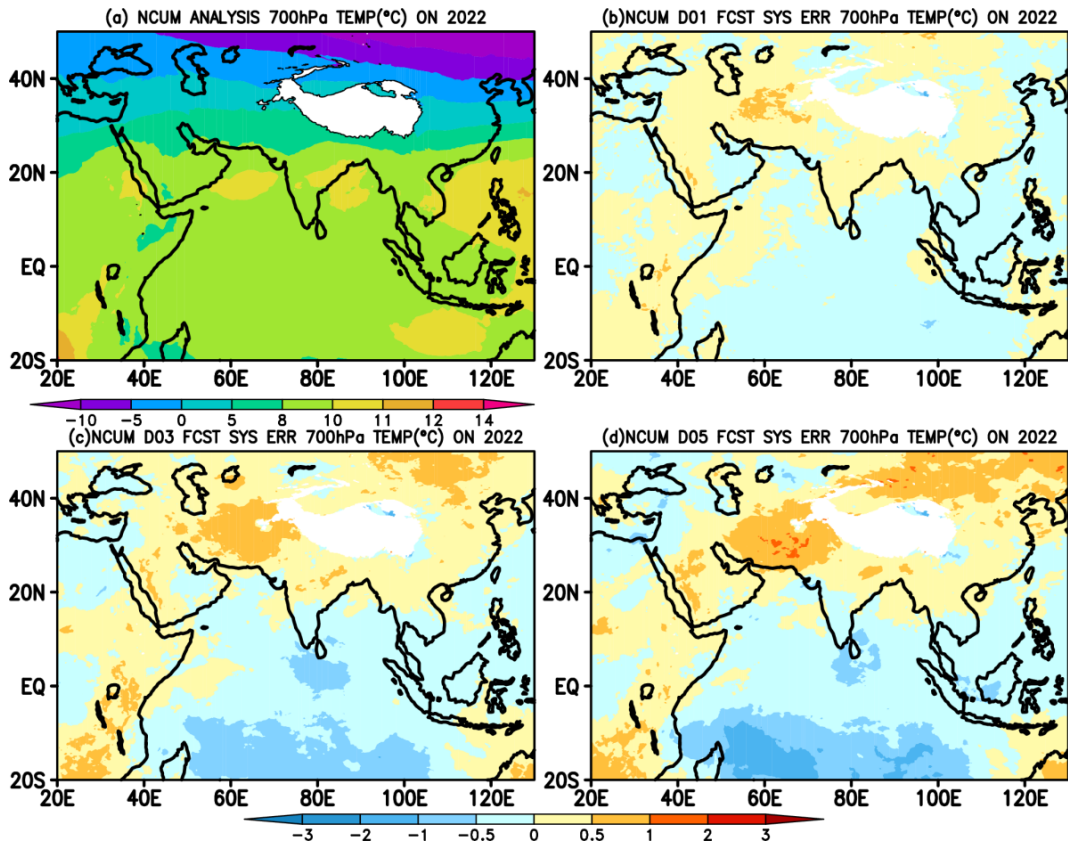 (a) NCUM ANALYSIS 700hPa TEMP(°C) ON 2022
40N
20N
EQ
20S
20E 40E 60E 80E 100E 120E
-10 -5 0 5 8 10 11 12 14
(b)NCUM D01 FCST SYS ERR 700hPa TEMP(°C) ON 2022
40N
20N
EQ
20S
20E 40E 60E 80E 100E 120E
(c)NCUM D03 FCST SYS ERR 700hPa TEMP(°C) ON 2022
40N
20N
EQ
20S
20E 40E 60E 80E 100E 120E
(d)NCUM D05 FCST SYS ERR 700hPa TEMP(°C) ON 2022
40N
20N
EQ
20S
20E 40E 60E 80E 100E 120E
-3 -2 -1 -0.5 0 0.5 1 2 3